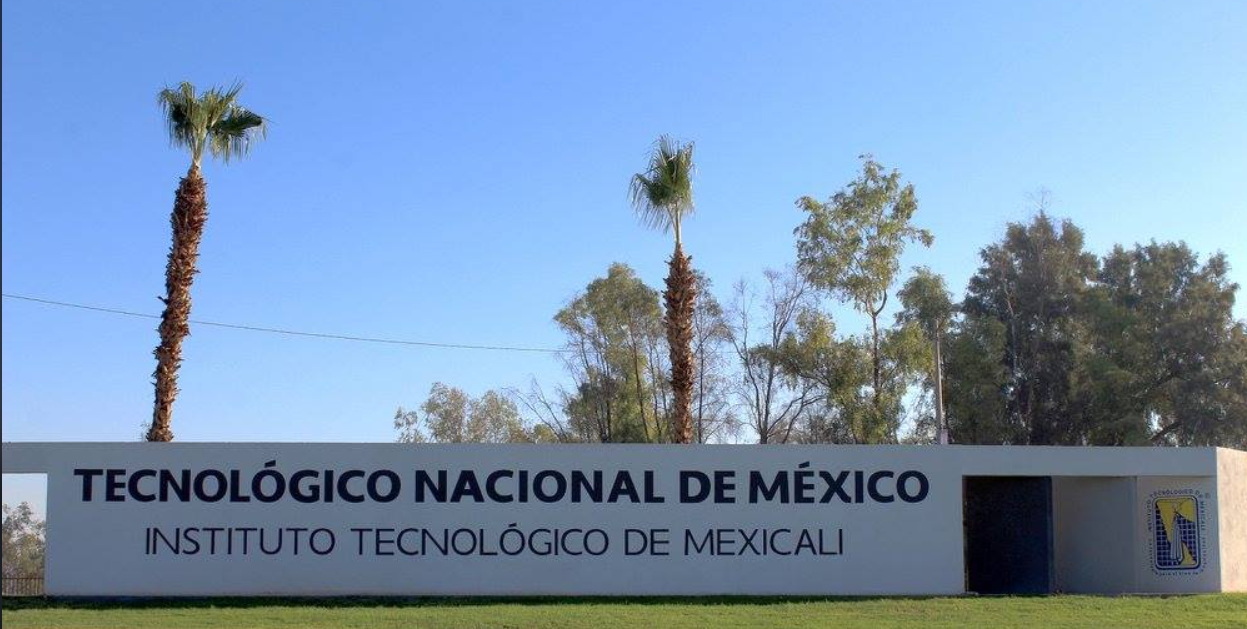 TECNOLÓGICO NACIONAL DE MÉXICO
INSTITUTO TECNOLÓGICO DE MEXICALI